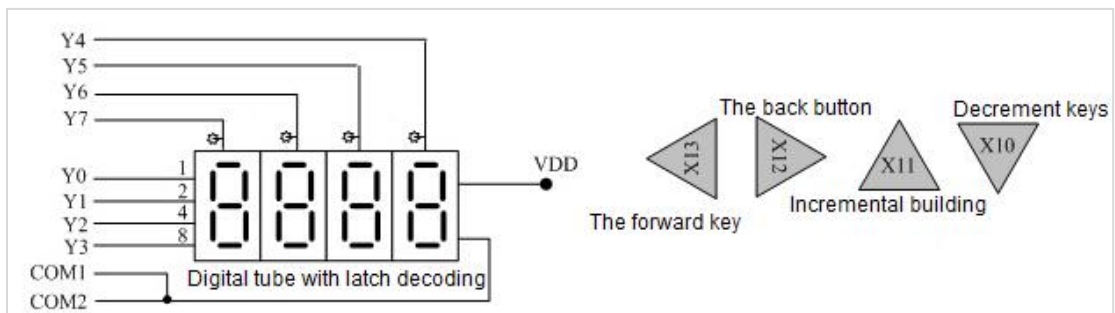 Y4
Y5
Y6
Y7
Y0 1
Y1 2
Y2 4
Y3 8
COM1
COM2
VDD
Digital tube with latch decoding
The back button
Decrement keys
X13
X12
X11
X10
Incremental building
The forward key